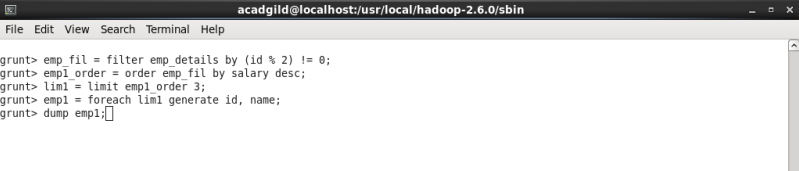 acadgild@localhost:/usr/local/hadoop-2.6.0/sbin
File Edit View Search Terminal Help
grunt> emp_fil = filter emp_details by (id % 2) != 0;
grunt> emp1_order = order emp_fil by salary desc;
grunt> lim1 = limit emp1_order 3;
grunt> emp1 = foreach lim1 generate id, name;
grunt> dump emp1;